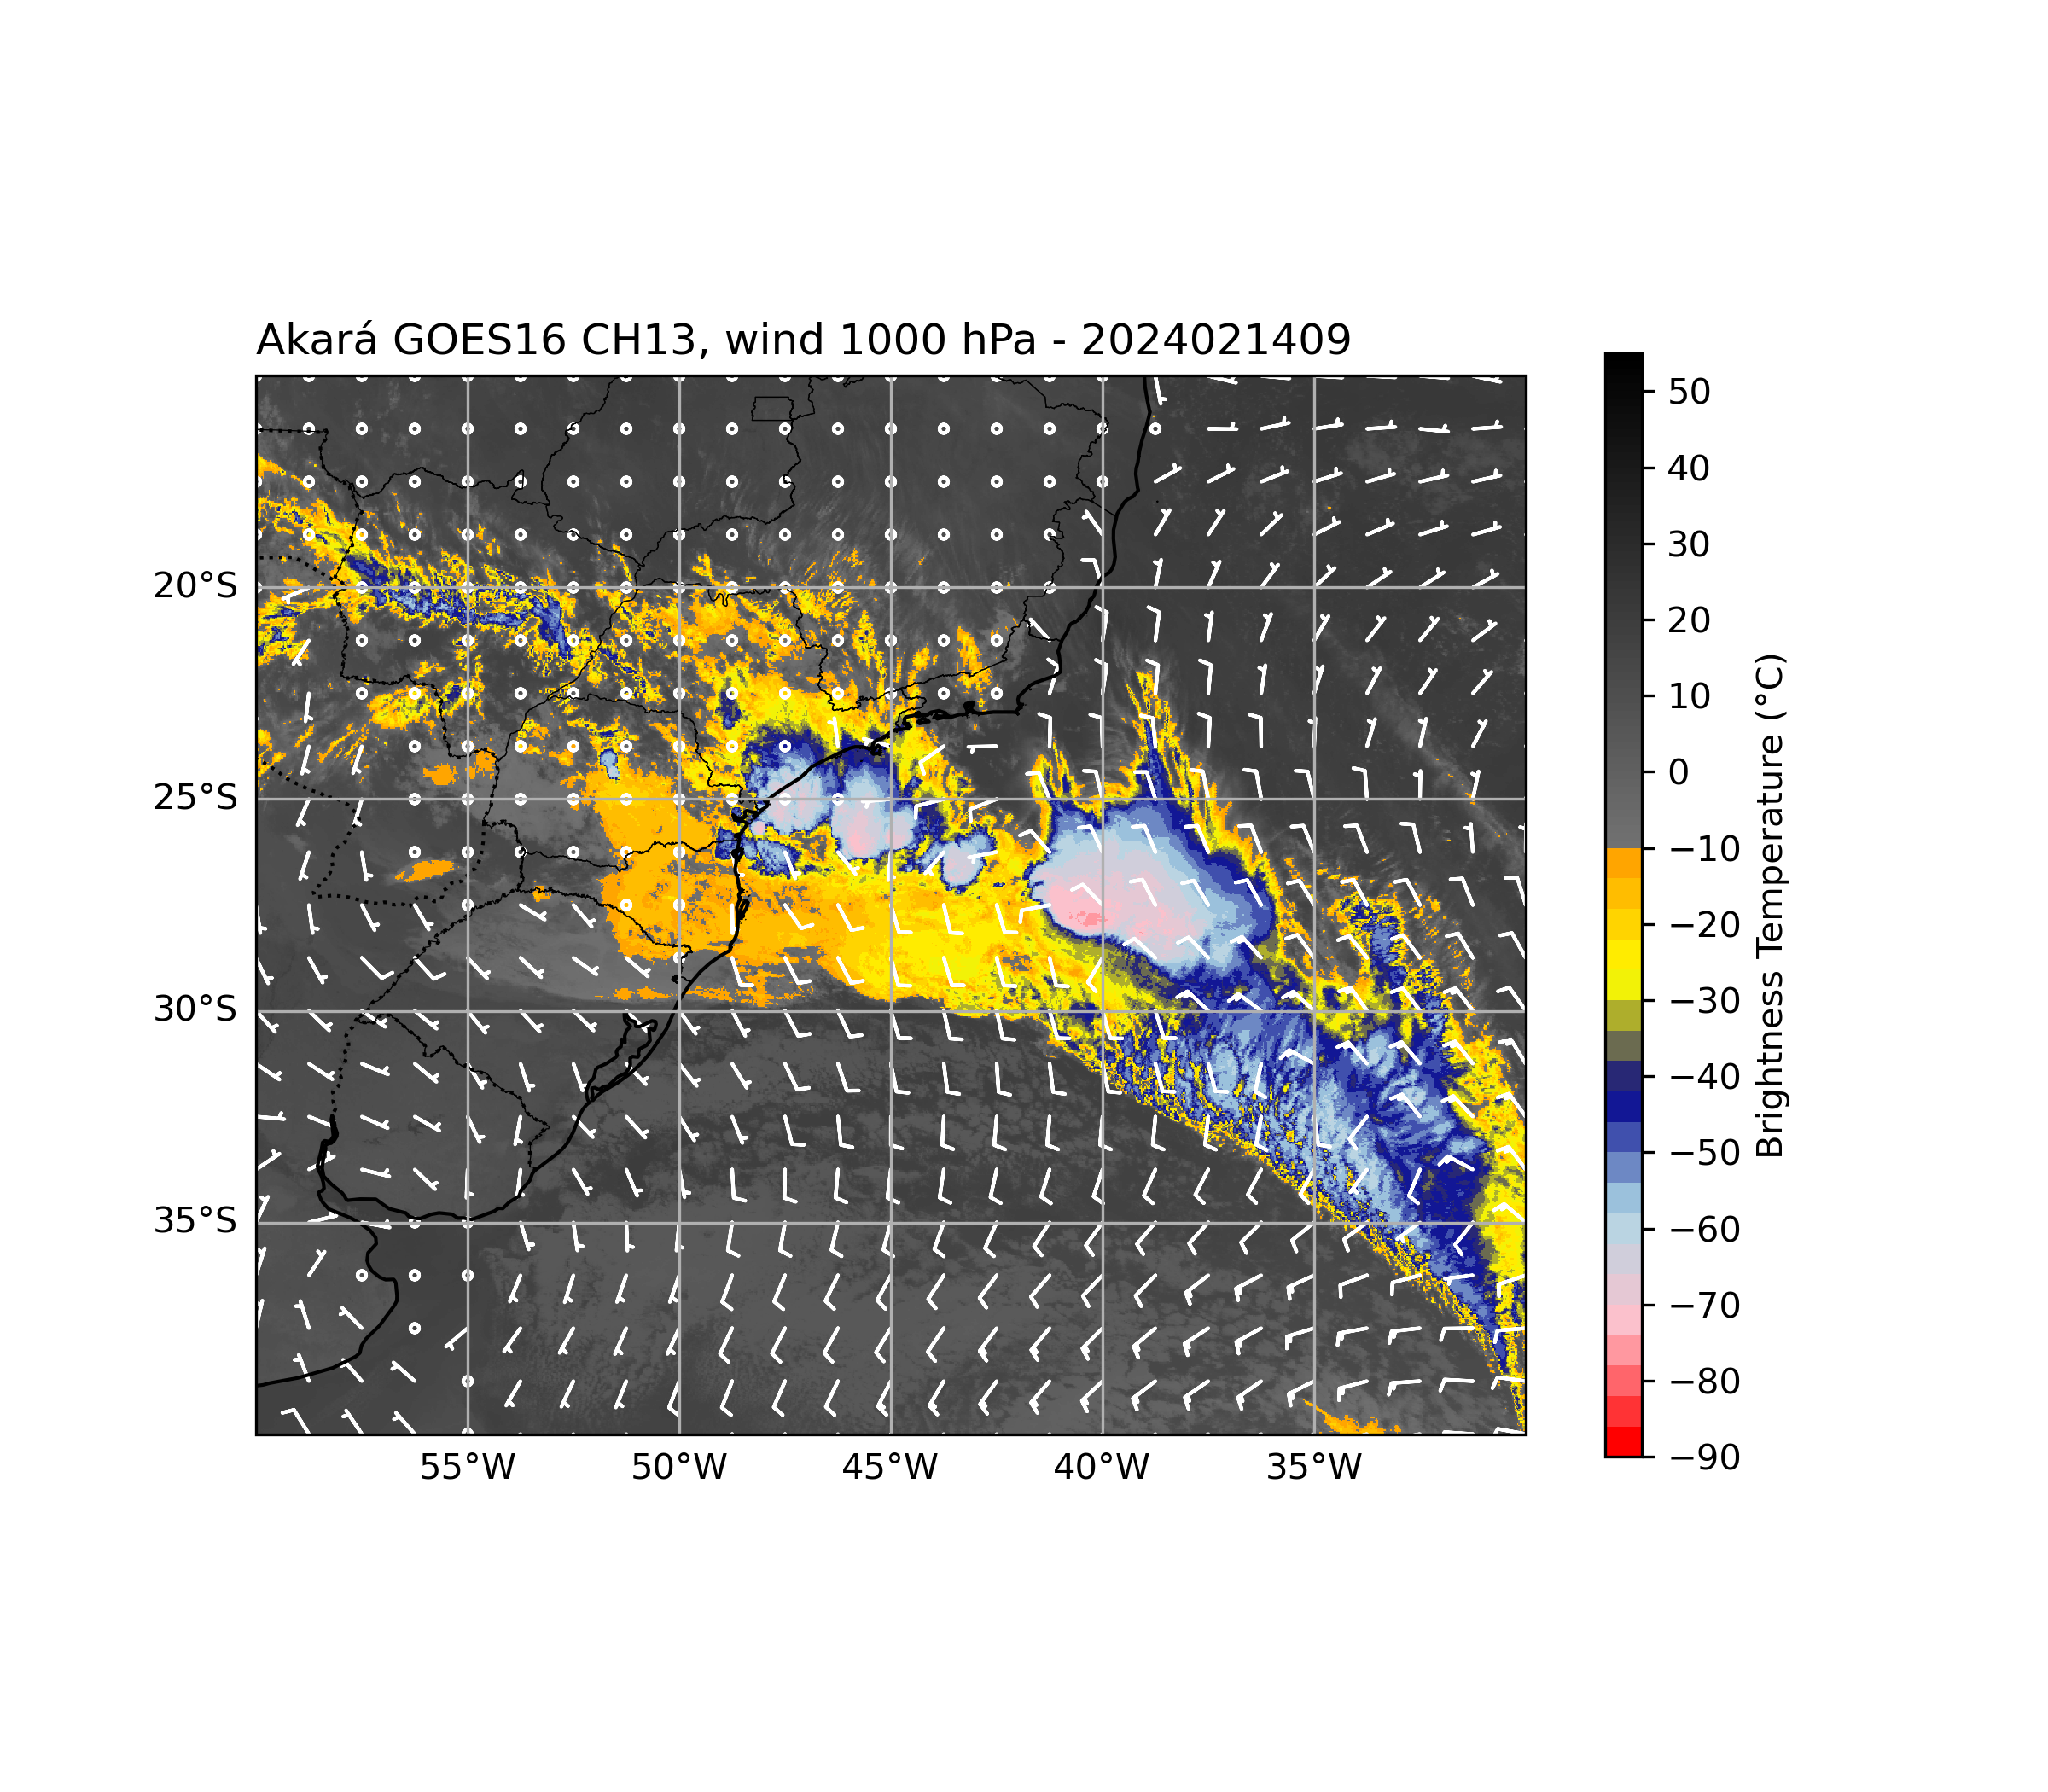 Akará GOES16 CH13, wind 1000 hPa - 2024021409
20°S
25°S
30°S
35°S
55°W
50°W
45°W
40°W
35°W
50
40
30
20
10
0
−10
−20
−30
−40
−50
−60
−70
−80
−90
Brightness Temperature (°C)